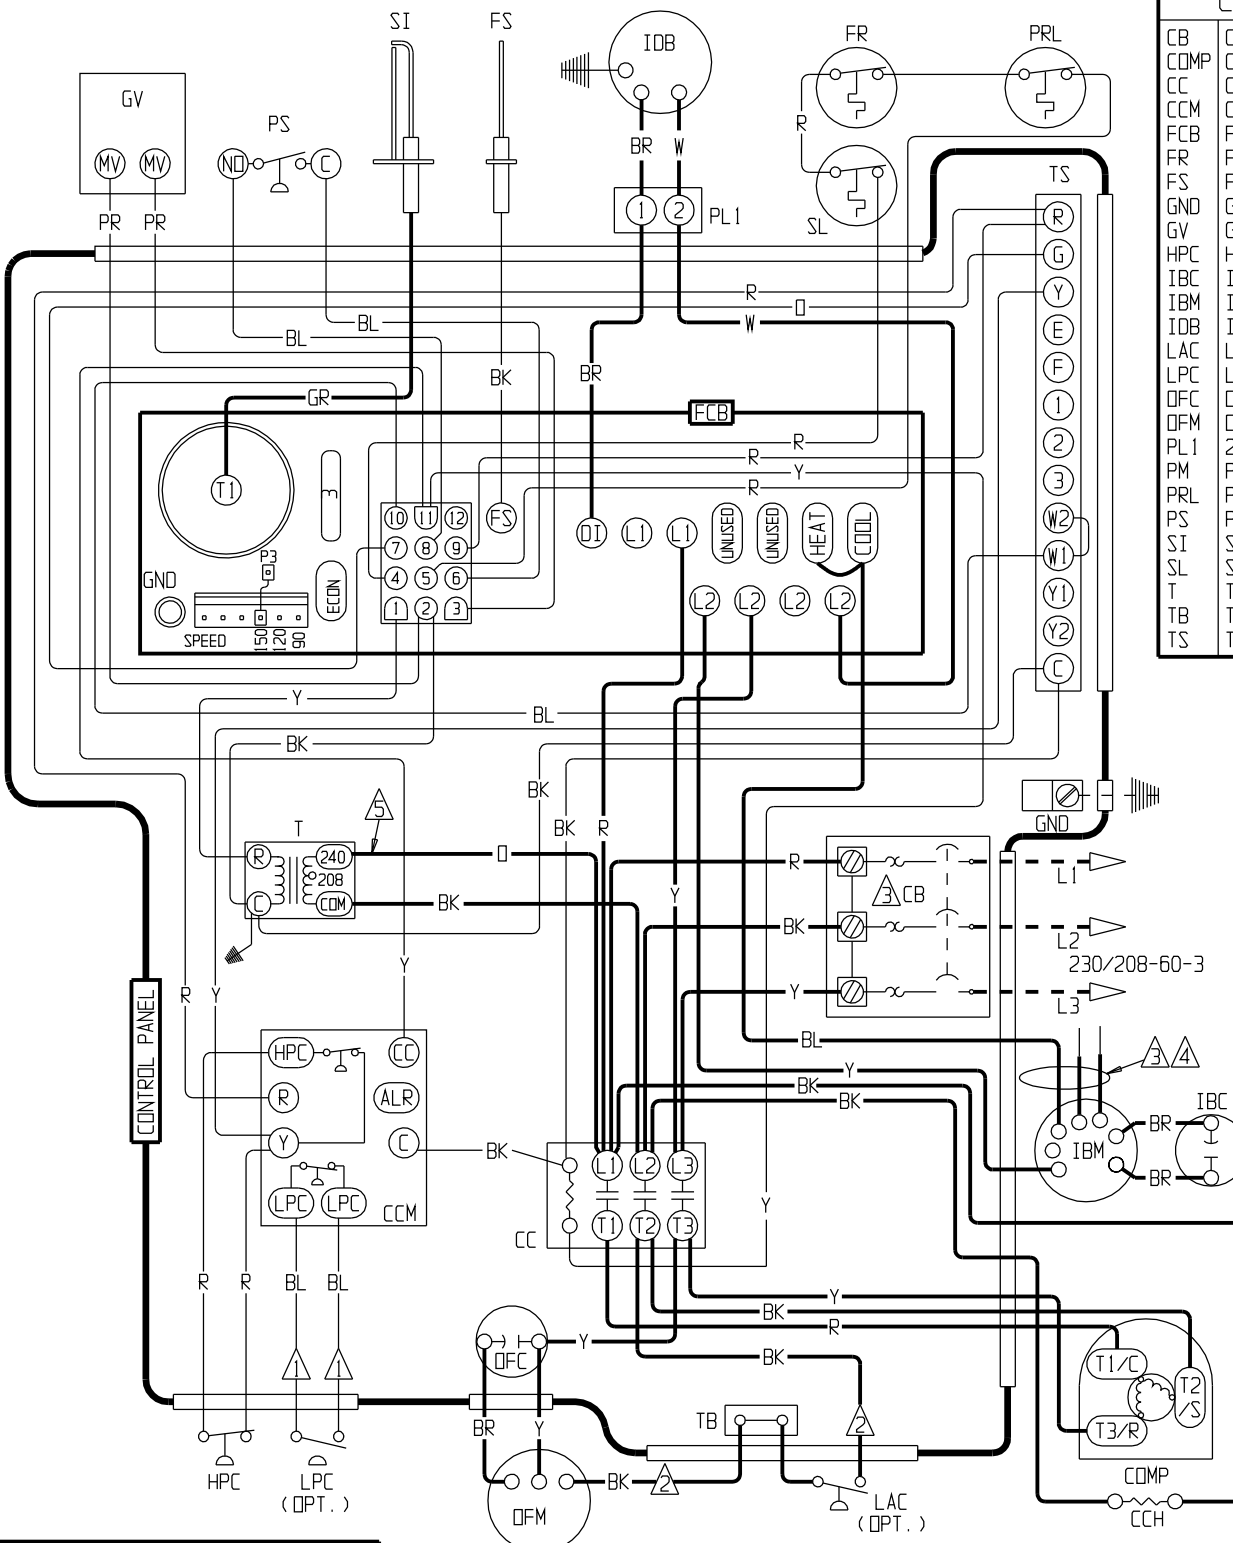 SI
FS
IDB
FR
PRL
C
CB C
COMP C
CC C
CCM C
FCB F
FR F
FS F
GND G
GV G
HPC H
IBC I
IBM I
IDB I
LAC L
LPC L
OFC O
OFM O
PL1 2
PM P
PRL P
PS P
SI S
SL S
T T
TB T
TS T
GV
PS
MV MV
NO C
PR PR
BR W
R
1 2 PL1
SL
TS
R
G
Y
E
F
1
2
3
W2
W1
Y1
Y2
C
R
O
BL
W
BL
BR
BK
GR
FCB
R
R
Y
R
T1
3
10 11 12
7 8 9
4 5 6
1 2 3
FS
OI L1 L1
UNUSED
UNUSED
HEAT
COOL
L2 L2 L2 L2
P3
GND
ECON
SPEED
150
120
90
Y
BL
BK
BK
BK
R
T
5
R 240
208
C COM
O
BK
Y
GND
R
3 CB
L1
BK
L2
230/208-60-3
Y
L3
R Y
Y
CONTROL PANEL
HPC CC
R ALR
Y C
LPC LPC
CCM
BK
BL
Y
BK
BK
3 4
IBC
IBM
BR
BR
L1 L2 L3
T1 T2 T3
CC
Y
R R BL BL
1 1
Y
BK
R
BK
OFC
Y
T1/C
T2
/S
T3/R
COMP
CCH
BR Y
TB
2
BK 2
HPC
LPC
(OPT.)
OFM
LAC
(OPT.)